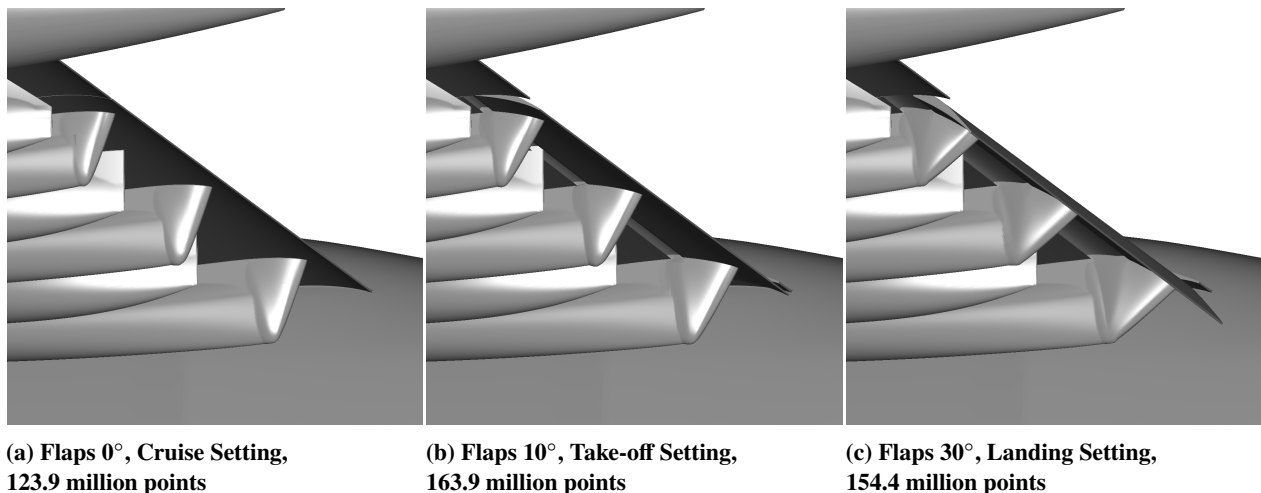 (a) Flaps 0°, Cruise Setting,
123.9 million points
(b) Flaps 10°, Take-off Setting,
163.9 million points
(c) Flaps 30°, Landing Setting,
154.4 million points